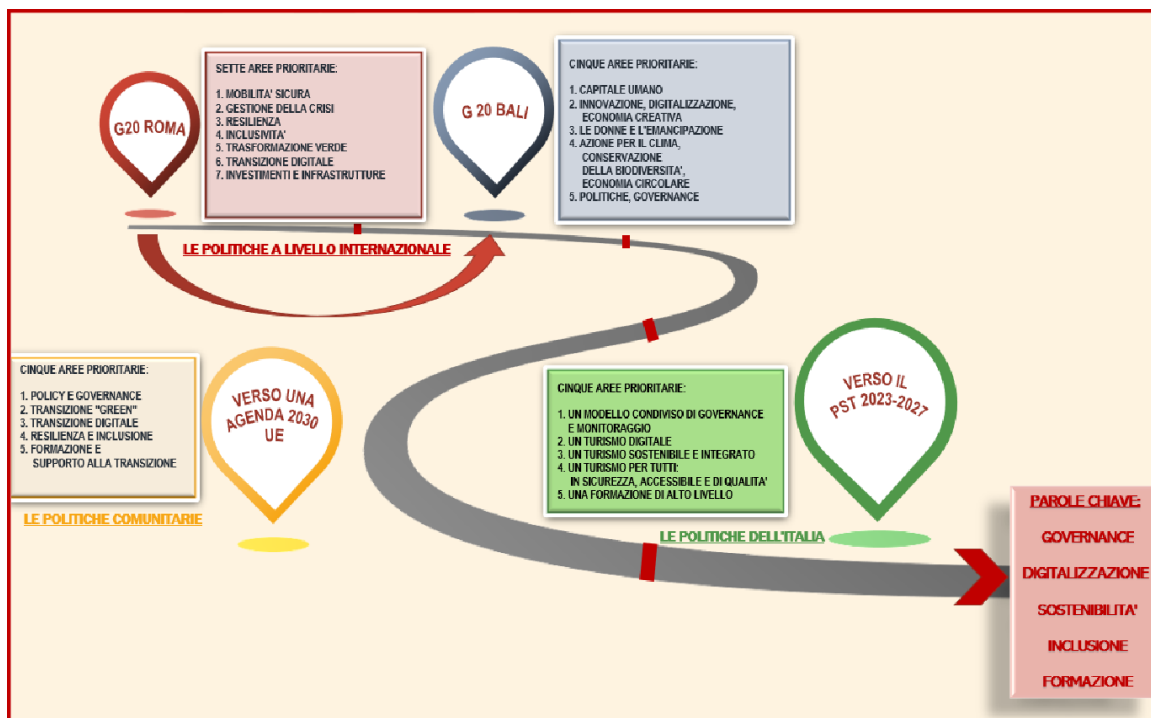 G20 ROMA
SETTE AREE PRIORITARIE:
1. MOBILITA' SICURA
2. GESTIONE DELLA CRISI
3. RESILIENZA
4. INCLUSIVITA'
5. TRASFORMAZIONE VERDE
6. TRANSIZIONE DIGITALE
7. INVESTIMENTI E INFRASTRUTTURE
G 20 BALI
CINQUE AREE PRIORITARIE:
1. CAPITALE UMANO
2. INNOVAZIONE, DIGITALIZZAZIONE,
ECONOMIA CREATIVA
3. LE DONNE E L'EMANCIPAZIONE
4. AZIONE PER IL CLIMA,
CONSERVAZIONE
DELLA BIODIVERSITA',
ECONOMIA CIRCOLARE
5. POLITICHE, GOVERNANCE
LE POLITICHE A LIVELLO INTERNAZIONALE
CINQUE AREE PRIORITARIE:
1. POLICY E GOVERNANCE
2. TRANSIZIONE "GREEN"
3. TRANSIZIONE DIGITALE
4. RESILIENZA E INCLUSIONE
5. FORMAZIONE E
SUPPORTO ALLA TRANSIZIONE
VERSO UNA
AGENDA 2030
UE
LE POLITICHE COMUNITARIE
CINQUE AREE PRIORITARIE:
1. UN MODELLO CONDIVISO DI GOVERNANCE
E MONITORAGGIO
2. UN TURISMO DIGITALE
3. UN TURISMO SOSTENIBILE E INTEGRATO
4. UN TURISMO PER TUTTI:
IN SICUREZZA, ACCESSIBILE E DI QUALITA'
5. UNA FORMAZIONE DI ALTO LIVELLO
VERSO IL
PST 2023-2027
LE POLITICHE DELL'ITALIA
PAROLE CHIAVE:
GOVERNANCE
DIGITALIZZAZIONE
SOSTENIBILITA'
INCLUSIONE
FORMAZIONE